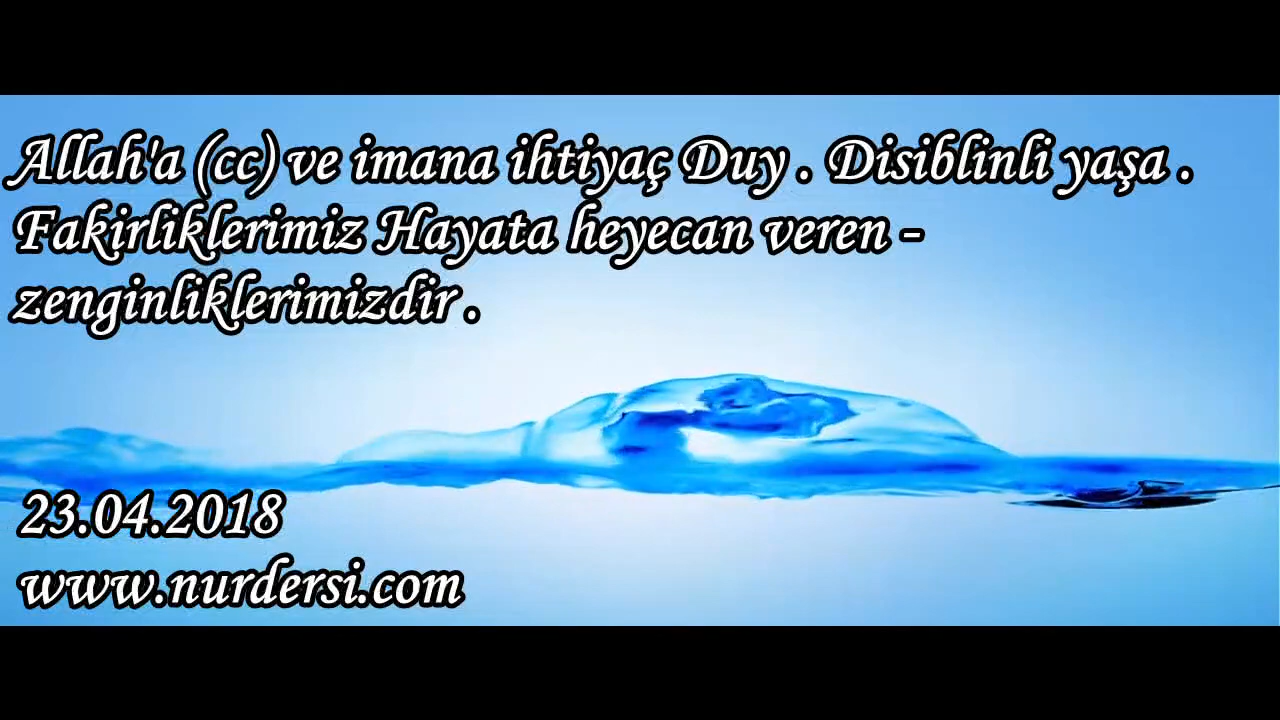 Allah'a (cc) ve imana ihtiyaç Duy . Disiblinli yaşa .
Fakirliklerimiz Hayata heyecan veren -
zenginliklerimizdir .
23.04.2018
www.nurdersi.com